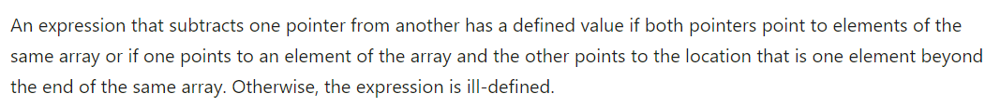 An expression that subtracts one pointer from another has a defined value if both pointers point to elements of the
same array or if one points to an element of the array and the other points to the location that is one element beyond
the end of the same array. Otherwise, the expression is ill-defined.